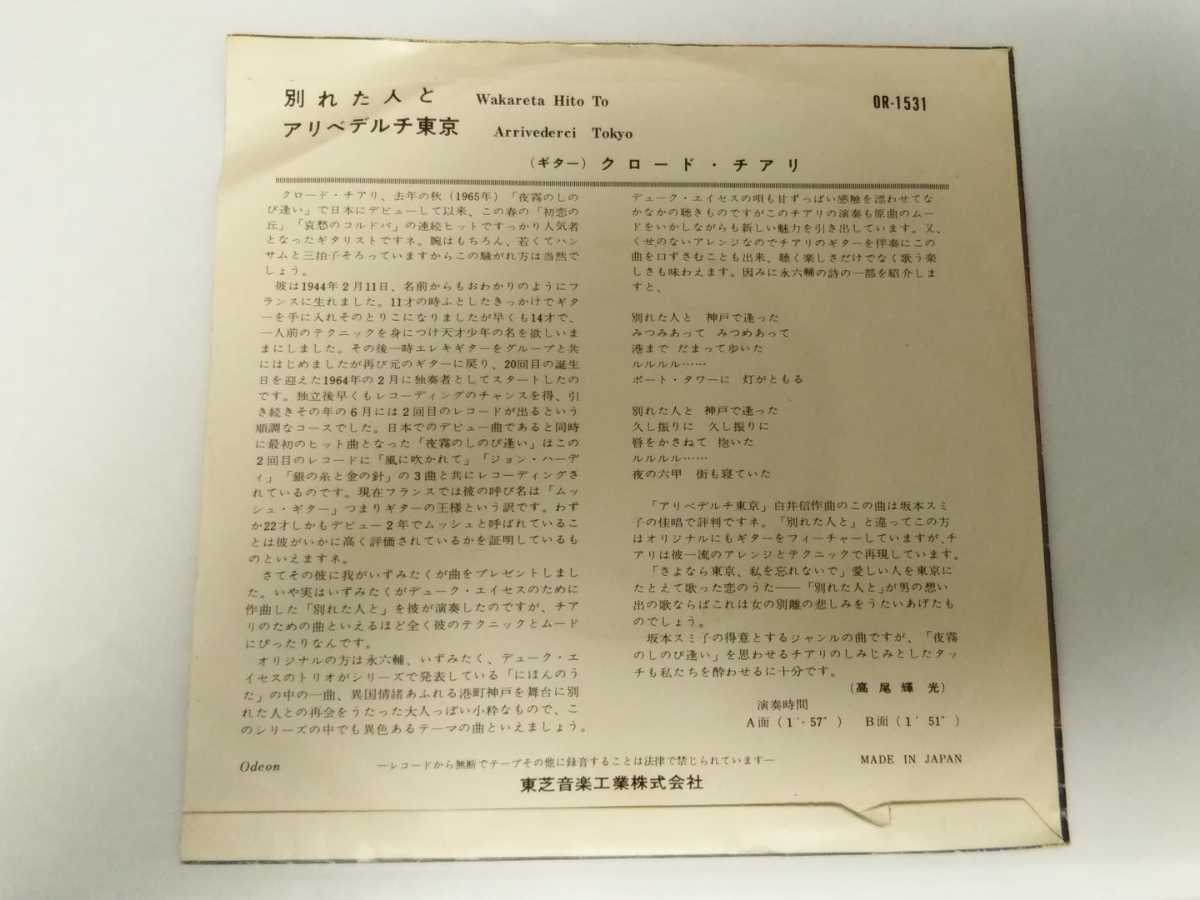 別れた人と Wakareta Hito To OR-1531
アリベデルチ東京 Arrivederci Tokyo
(ギター) クロード・チアリ
クロード・チアリ、去年の秋(1965年)「夜霧のしの
び逢い」で日本にデビューして以来、この春の「初恋の
丘」「哀愁のコルドバ」の連続ヒットですっかり人気者
となったギタリストですネ。腕はもちろん、若くてハン
サムと三拍子そろっていますからこの騒がれ方は当然で
しょう。
彼は1944年2月11日、名前からもおわかりのようにフ
ランスに生れました。11才の時ふとしたきっかけでギタ
ーを手に入れそのとりこになりましたが早くも14才で、
一人前のテクニックを身につけ天才少年の名を欲しいま
まにしました。その後一時エレキギターをグループと共
にはじめましたが再び元のギターに戻り、20回目の誕生
日を迎えた1964年の2月に独奏者としてスタートしたの
です。独立後早くもレコーディングのチャンスを得、引
き続きその年の6月には2回目のレコードが出るという
順調なコースでした。日本でのデビュー曲であると同時
に最初のヒット曲となった「夜霧のしのび逢い」はこの
2回目のレコードに「風に吹かれて」「ジョン・ハーデ
ィ」「銀の糸と金の針」の3曲と共にレコーディングさ
れているのです。現在フランスでは彼の呼び名は「ムッ
シュ・ギター」つまりギターの王様という訳です。わず
か22才しかもデビュー2年でムッシュと呼ばれているこ
とは彼がいかに高く評価されているかを証明しているも
のといえますネ。
さてその彼に我がいずみたくが曲をプレゼントしまし
た。いや実はいずみたくがデューク・エイセスのために
作曲した「別れた人と」を彼が演奏したのですが、チア
リのための曲といえるほど全く彼のテクニックとムード
にぴったりなんです。
オリジナルの方は永六輔、いずみたく、デューク・エ
イセスのトリオがシリーズで発表している「にほんのう
た」の中の一曲、異国情緒あふれる港町神戸を舞台に別
れた人との再会をうたった大人っぽい小粋なもので、こ
のシリーズの中でも異色あるテーマの曲といえましょう。
デューク・エイセスの唄も甘ずっぱい感触を漂わせてな
かなかの聴きものですがこのチアリの演奏も原曲のムー
ドをいかしながらも新しい魅力を引き出しています。又、
くせのないアレンジなのでチアリのギターを伴奏にこの
曲を口ずさむことも出来、聴く楽しさだけでなく歌う楽
しさも味わえます。因みに永六輔の詩の一部を紹介しま
すと、
別れた人と 神戸で逢った
みつみあって みつめあって
港まで だまって歩いた
ルルルル……
ポート・タワーに 灯がともる
別れた人と 神戸で逢った
久し振りに 久し振りに
唇をかさねて 抱いた
ルルルル……
夜の六甲 街も寝ていた
「アリベデルチ東京」白井信作曲のこの曲は坂本スミ
子の佳唱で評判ですネ。「別れた人と」と違ってこの方
はオリジナルにもギターをフィーチャーしていますが、チ
アリは彼一流のアレンジとテクニックで再現しています。
「さよなら東京、私を忘れないで」愛しい人を東京に
たとえて歌った恋のうた――「別れた人と」が男の想い
出の歌ならばこれは女の別離の悲しみをうたいあげたも
のでしょう。
坂本スミ子の得意とするジャンルの曲ですが、「夜霧
のしのび逢い」を思わせるチアリのしみじみとしたタッ
チも私たちを酔わせるに十分です。
(高尾輝光)
演奏時間
A面(1′・57″) B面(1′51″)
Odeon ―レコードから無断でテープその他に録音することは法律で禁じられています― MADE IN JAPAN
東芝音楽工業株式会社